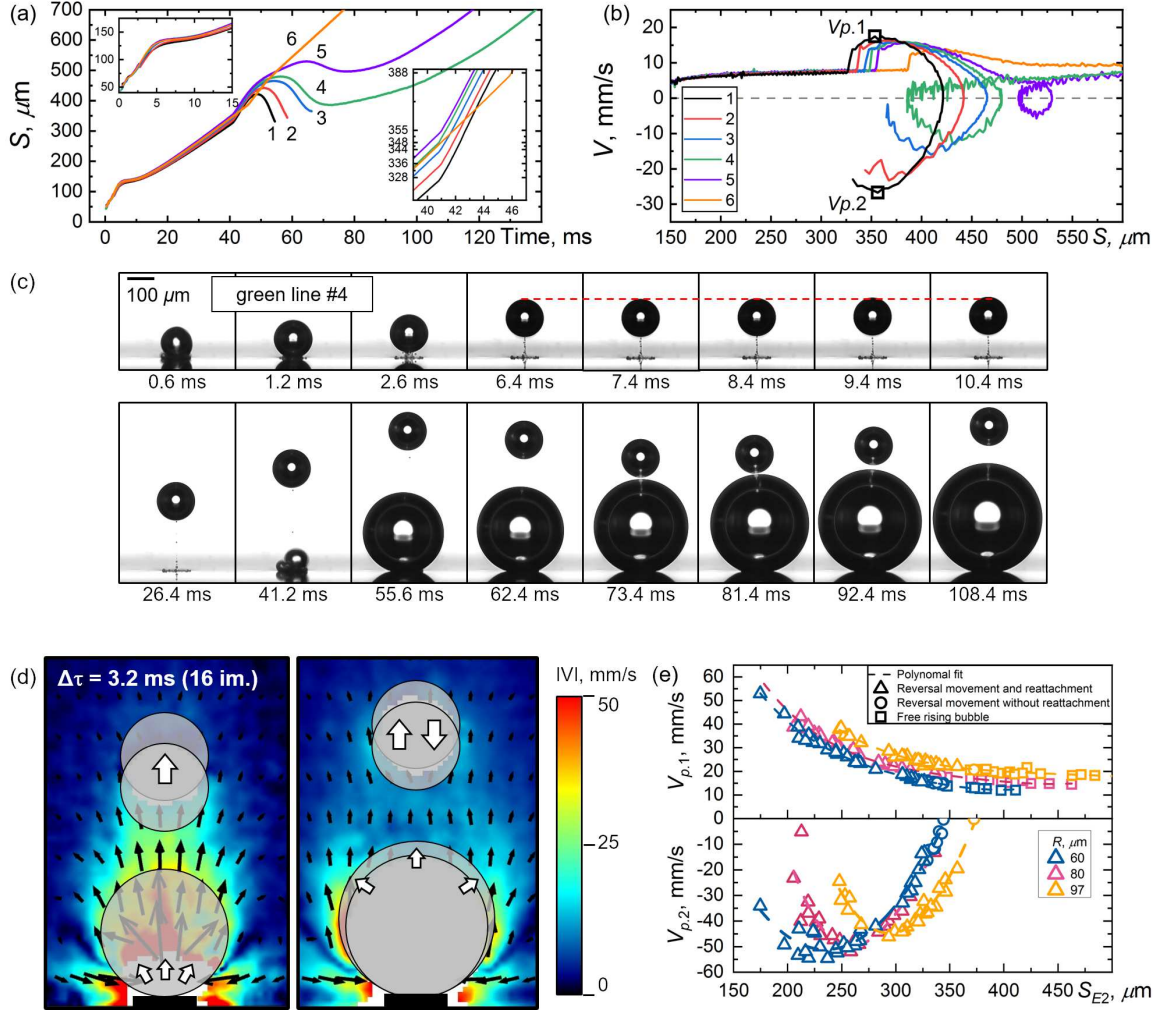 (a)
700
600
500
400
300
200
100
0
S, μm
150
100
50
0 5 10 15
6
5
4
3
2
1
388
355
349
343
336
328
40 42 44 46
0 20 40 60 80 100 120 Time, ms
(b)
25
20
10
0
-10
-20
-30
V, mm/s
Vp.1
Vp.2
1
2
3
4
5
6
150 200 250 300 350 400 450 500 550 S, μm
(c)
100 μm
green line #4
0.6 ms 1.2 ms 2.6 ms 6.4 ms 7.4 ms 8.4 ms 9.4 ms 10.4 ms
26.4 ms 41.2 ms 55.6 ms 62.4 ms 73.4 ms 81.4 ms 92.4 ms 108.4 ms
(d)
Δτ = 3.2 ms (16 im.)
|V|, mm/s
50
25
0
(e)
60
50
40
30
20
10
0
Vp.1, mm/s
Polynomal fit
Reversal movement and reattachment
Reversal movement without reattachment
Free rising bubble
-10
-20
-30
-40
-50
-60
Vp.2, mm/s
R, μm
60
80
97
150 200 250 300 350 400 450 SE2, μm